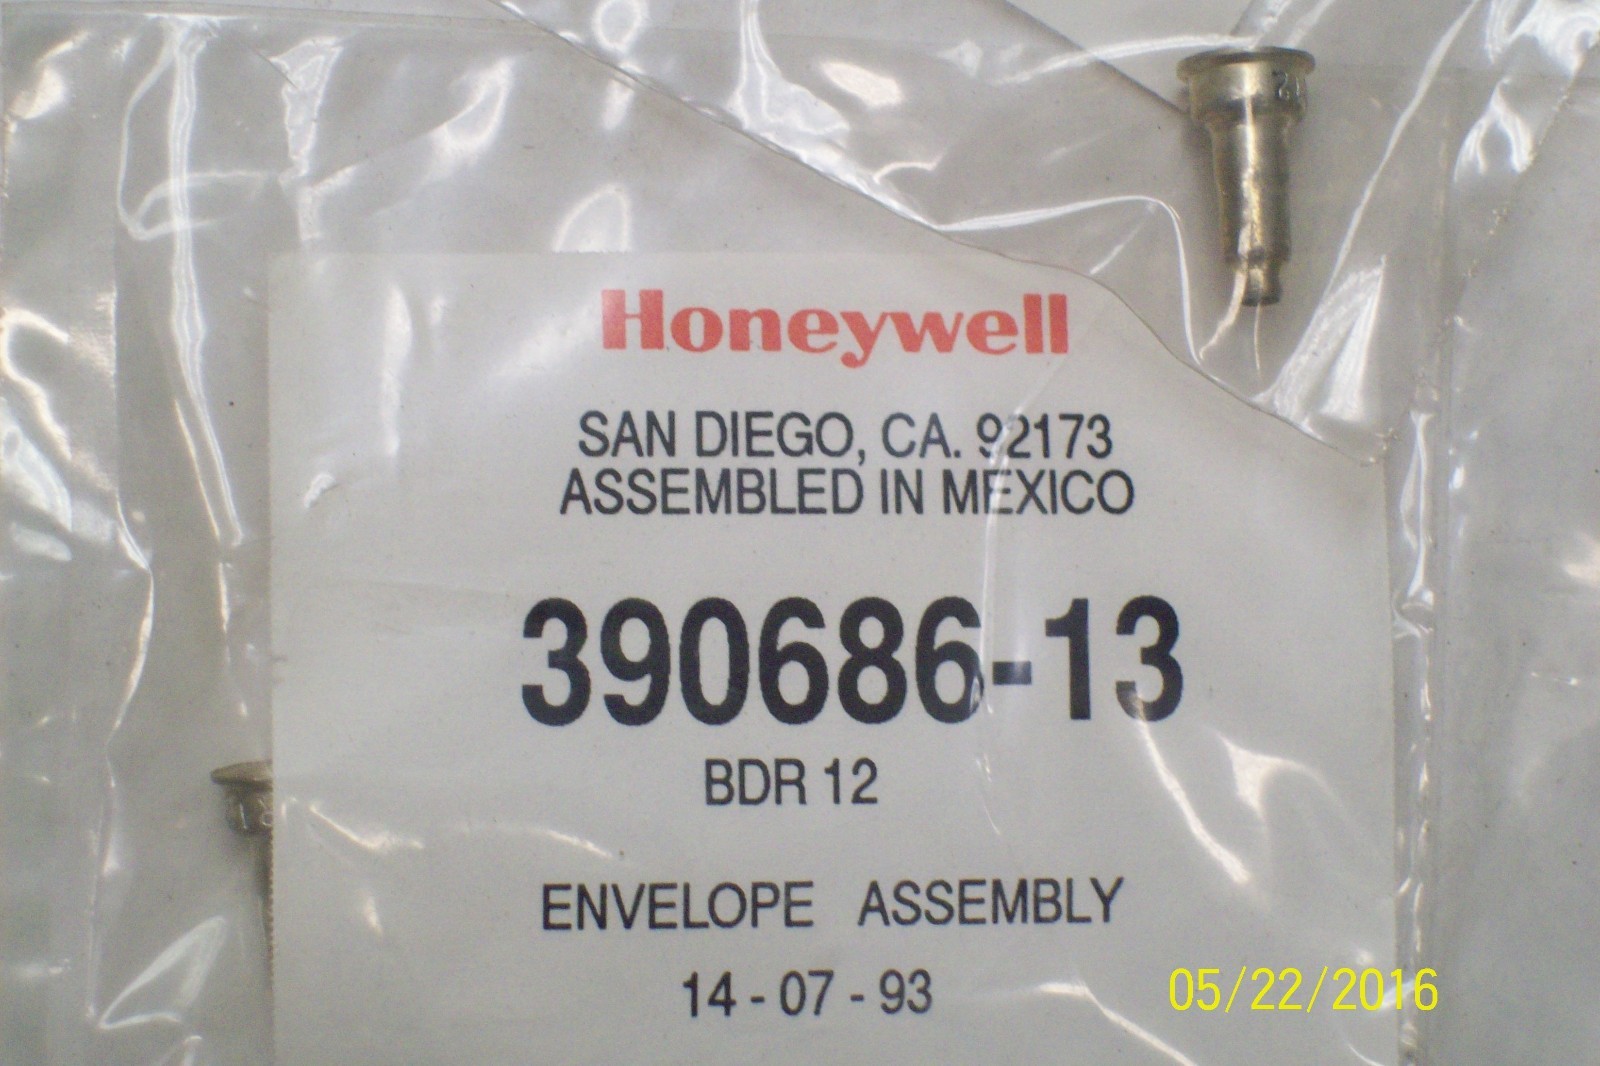 Honeywell
SAN DIEGO, CA. 92173
ASSEMBLED IN MEXICO
390686-13
BDR 12
ENVELOPE ASSEMBLY
14 - 07 - 93
05/22/2016